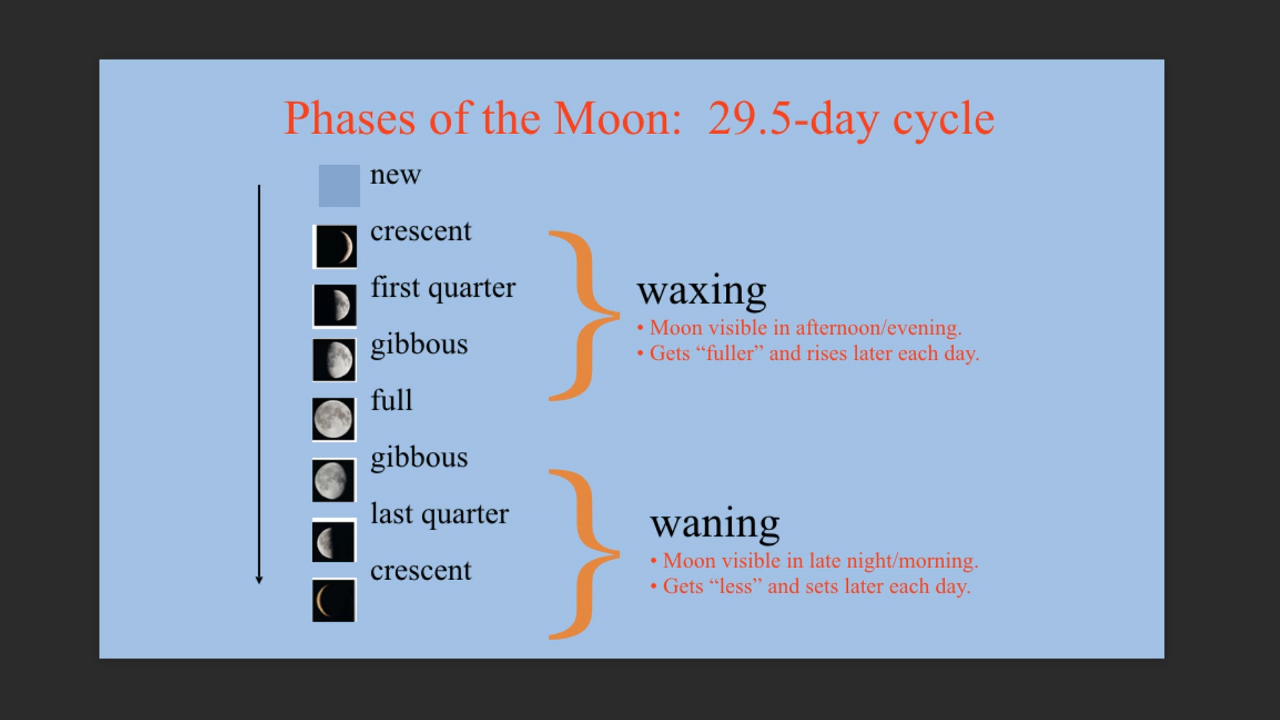 Phases of the Moon:  29.5-day cycle
new
crescent
first quarter
gibbous
full
gibbous
last quarter
crescent
waxing
• Moon visible in afternoon/evening.
• Gets “fuller” and rises later each day.
waning
• Moon visible in late night/morning.
• Gets “less” and sets later each day.